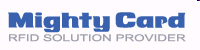 Mighty Card
RFID SOLUTION PROVIDER